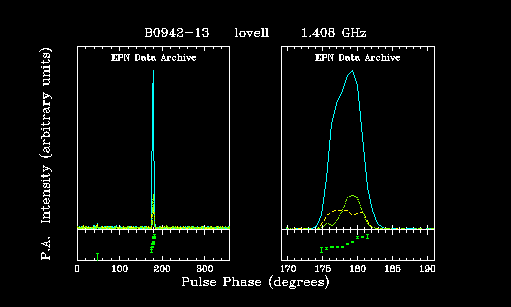 B0942-13 lovell 1.408 GHz
EPN Data Archive
EPN Data Archive
P.A. Intensity (arbitrary units)
0 100 200 300
170 175 180 185 190
Pulse Phase (degrees)